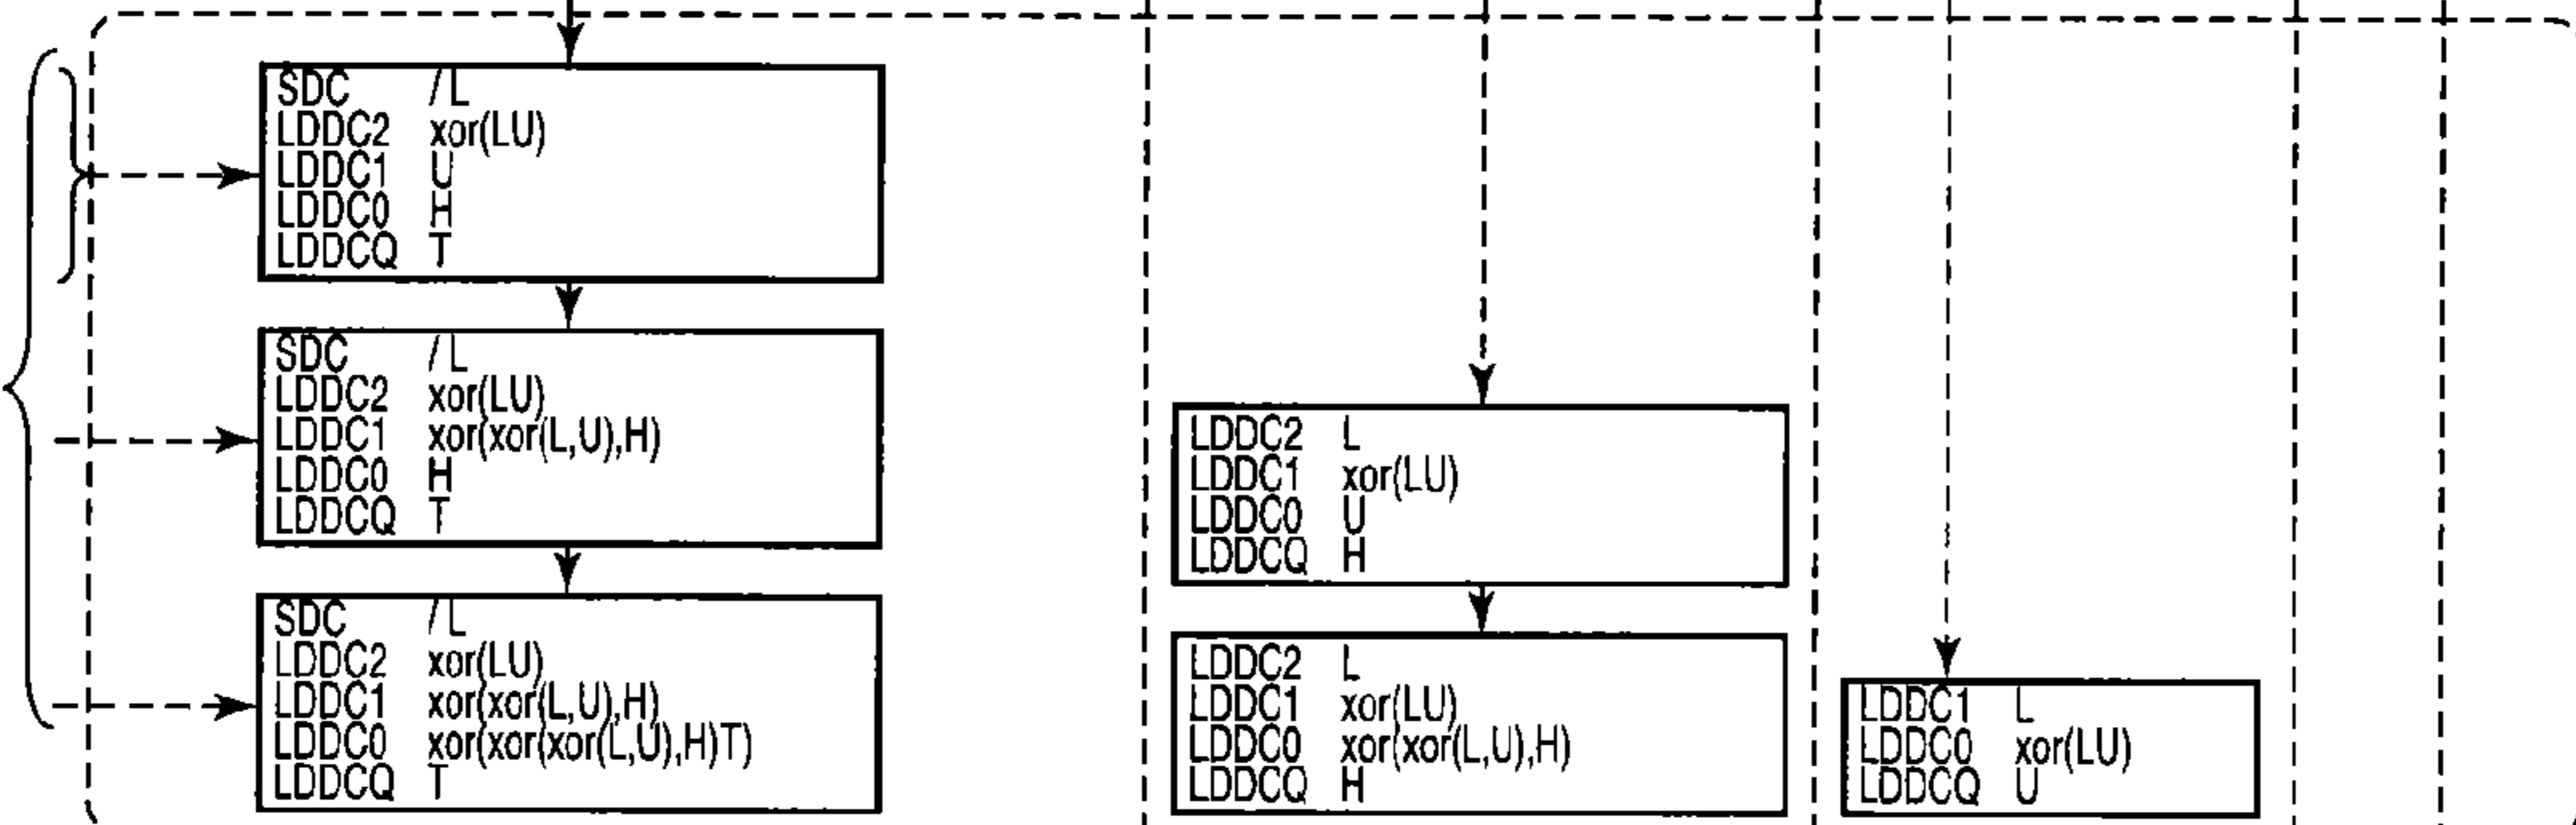 SDC /L
LDDC2 xor(LU)
LDDC1 U
LDDC0 H
LDDCQ T
SDC /L
LDDC2 xor(LU)
LDDC1 xor(xor(L,U),H)
LDDC0 H
LDDCQ T
SDC /L
LDDC2 xor(LU)
LDDC1 xor(xor(L,U),H)
LDDC0 xor(xor(xor(L,U),H)T)
LDDCQ T
LDDC2 L
LDDC1 xor(LU)
LDDC0 U
LDDCQ H
LDDC2 L
LDDC1 xor(LU)
LDDC0 xor(xor(L,U),H)
LDDCQ H
LDDC1 L
LDDC0 xor(LU)
LDDCQ U